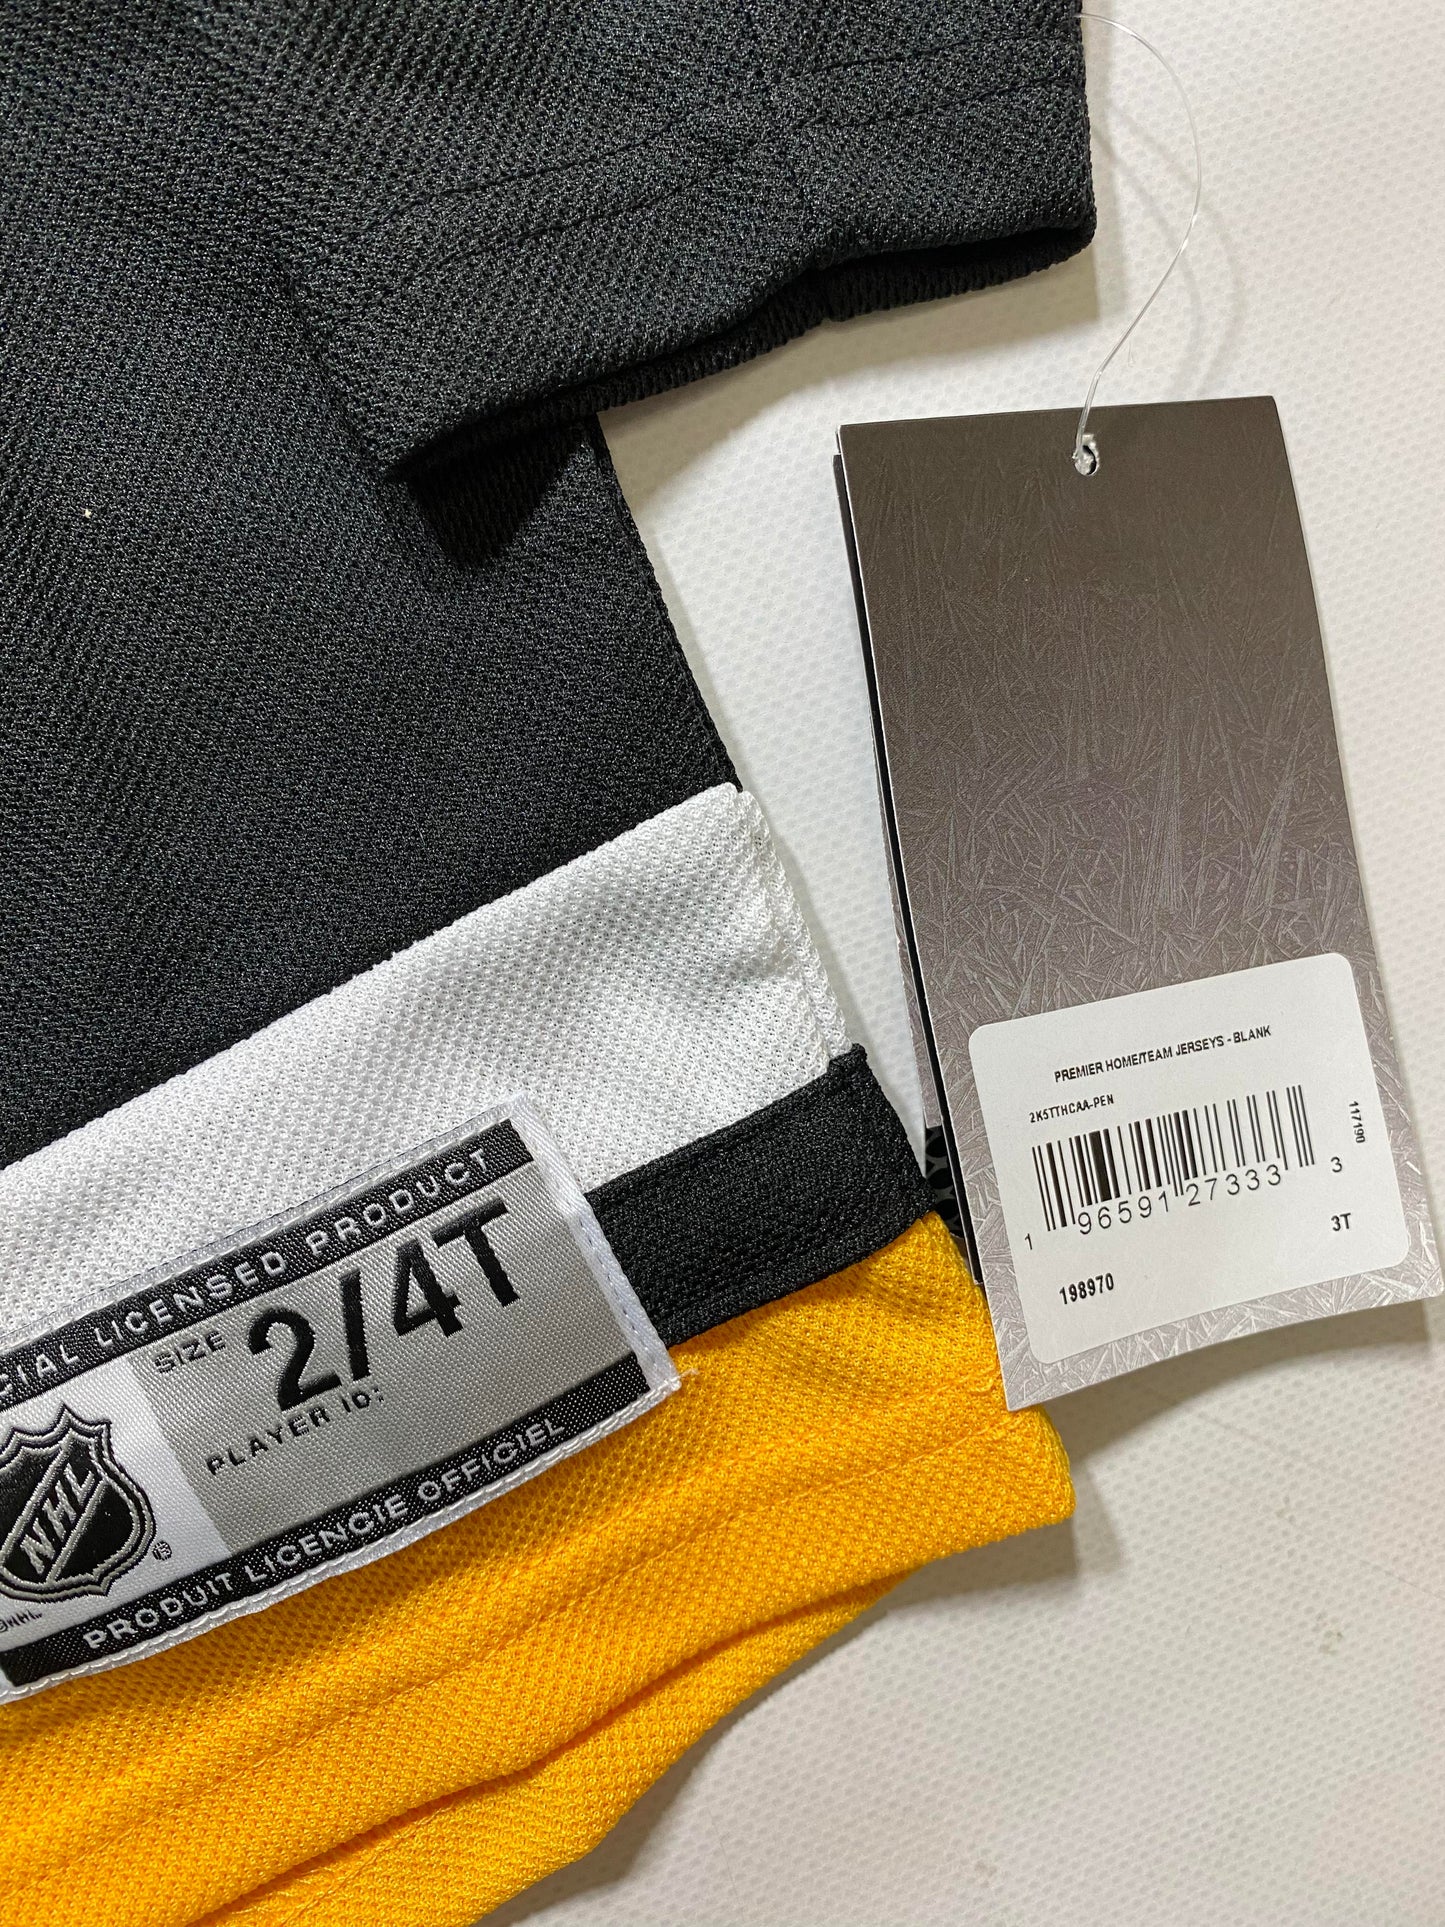 PREMIER HOME/TEAM JERSEYS - BLANK
2K5TTHCAA-PEN
117190
1 96591 27333 3
3T
198970
CIAL LICENSED PRODUCT
SIZE 2/4T
PLAYER ID:
NHL
®
PRODUIT LICENCIE OFFICIEL